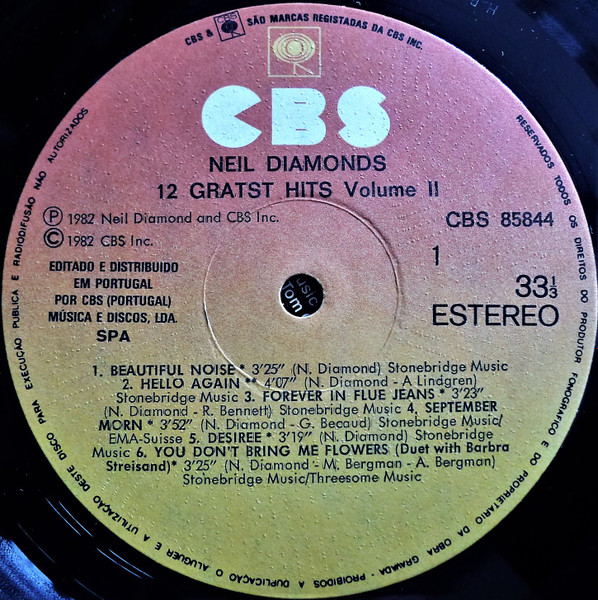 CBS & CBS SÃO MARCAS REGISTADAS DA CBS INC.
CBS
NEIL DIAMONDS
12 GRATST HITS Volume II
Ⓟ 1982 Neil Diamond and CBS Inc.
© 1982 CBS Inc.
CBS 85844
1
33⅓
ESTEREO
EDITADO E DISTRIBUIDO
EM PORTUGAL
POR CBS (PORTUGAL)
MÚSICA E DISCOS, LDA.
SPA
usic
Tom
1. BEAUTIFUL NOISE * 3'25" (N. Diamond) Stonebridge Music
2. HELLO AGAIN ** 4'07" (N. Diamond - A Lindgren)
Stonebridge Music 3. FOREVER IN FLUE JEANS * 3'23"
(N. Diamond - R. Bennett) Stonebridge Music 4, SEPTEMBER
MORN * 3'52" (N. Diamond - G. Becaud) Stonebridge Music/
EMA-Suisse 5. DESIREE * 3'19" (N. Diamond) Stonebridge
Music 6. YOU DON'T BRING ME FLOWERS (Duet with Barbra
Streisand)* 3'25" (N. Diamond - M. Bergman - A. Bergman)
Stonebridge Music/Threesome Music
RESERVADOS TODOS OS DIREITOS DO PRODUTOR FONOGRAFICO E DO PROPRIETARIO DA OBRA GRAVADA - PROIBIDOS A DUPLICAÇÃO O ALUGUER E A UTILIZAÇÃO DESTE DISCO PARA EXECUÇÃO PUBLICA E RADIODIFUSÃO NÃO AUTORIZADOS